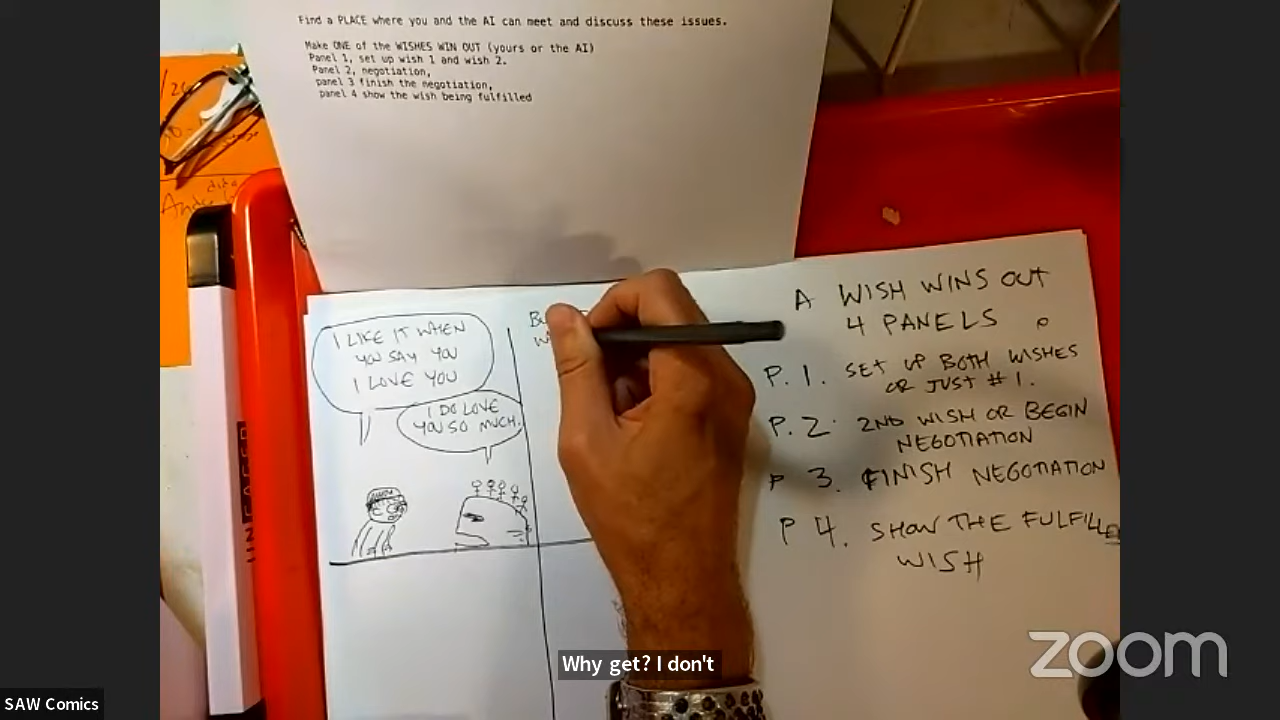 Find a PLACE where you and the AI can meet and discuss these issues.
Make ONE of the WISHES WIN OUT (yours or the AI)
Panel 1, set up wish 1 and wish 2.
Panel 2, negotiation,
panel 3 finish the negotiation,
panel 4 show the wish being fulfilled
I LIKE IT WHEN
YOU SAY YOU
I LOVE YOU
I DO LOVE
YOU SO MUCH.
A WISH WINS OUT
4 PANELS
P. 1. SET UP BOTH WISHES
OR JUST #1.
P. 2. 2ND WISH OR BEGIN
NEGOTIATION
P 3. FINISH NEGOTIATION
P 4. SHOW THE FULFILLED
WISH
Why get? I don't
zoom
SAW Comics